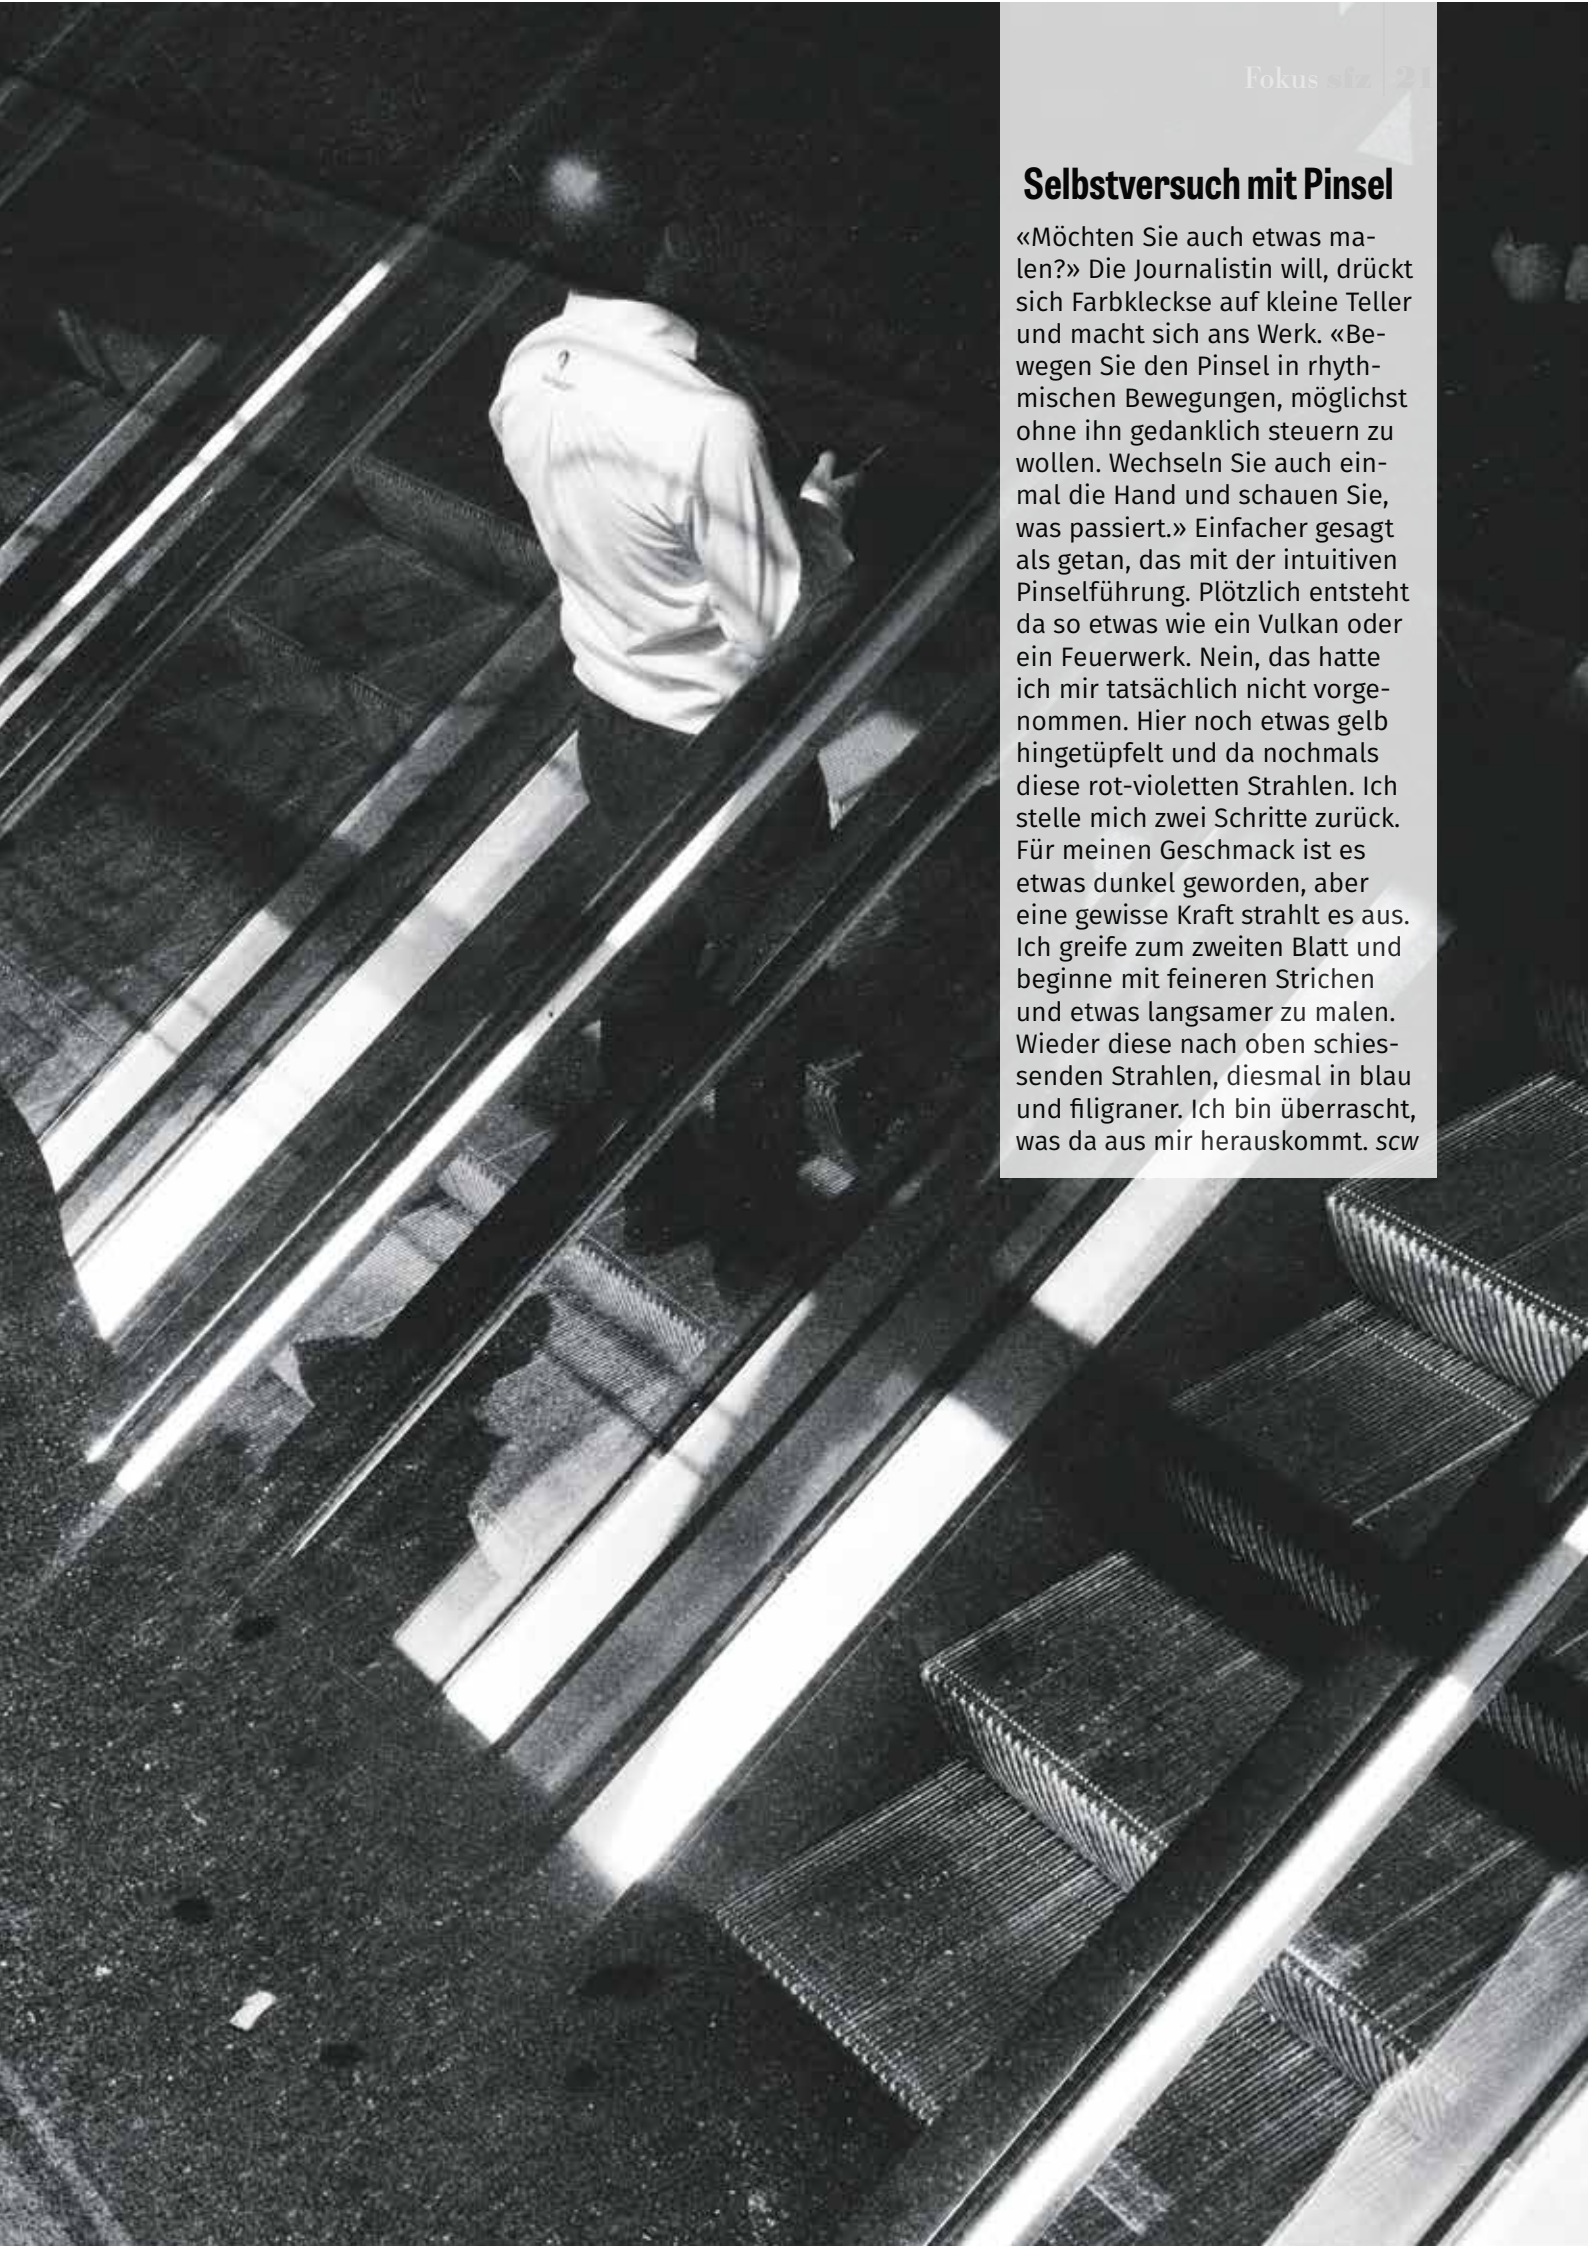 Fokus sfz 21
Selbstversuch mit Pinsel
«Möchten Sie auch etwas ma-
len?» Die Journalistin will, drückt
sich Farbkleckse auf kleine Teller
und macht sich ans Werk. «Be-
wegen Sie den Pinsel in rhyth-
mischen Bewegungen, möglichst
ohne ihn gedanklich steuern zu
wollen. Wechseln Sie auch ein-
mal die Hand und schauen Sie,
was passiert.» Einfacher gesagt
als getan, das mit der intuitiven
Pinselführung. Plötzlich entsteht
da so etwas wie ein Vulkan oder
ein Feuerwerk. Nein, das hatte
ich mir tatsächlich nicht vorge-
nommen. Hier noch etwas gelb
hingetüpfelt und da nochmals
diese rot-violetten Strahlen. Ich
stelle mich zwei Schritte zurück.
Für meinen Geschmack ist es
etwas dunkel geworden, aber
eine gewisse Kraft strahlt es aus.
Ich greife zum zweiten Blatt und
beginne mit feineren Strichen
und etwas langsamer zu malen.
Wieder diese nach oben schies-
senden Strahlen, diesmal in blau
und filigraner. Ich bin überrascht,
was da aus mir herauskommt. scw